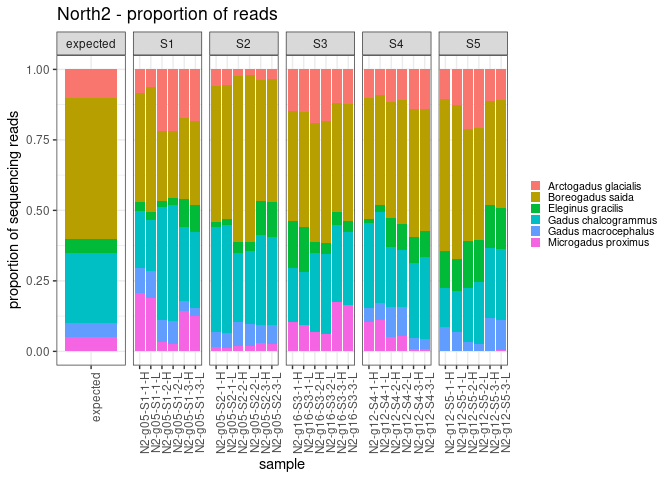 North2 - proportion of reads
expected S1 S2 S3 S4 S5
1.00
0.75
0.50
0.25
0.00
proportion of sequencing reads
expected
N2-g05-S1-1-H
N2-g05-S1-1-L
N2-g05-S1-2-H
N2-g05-S1-2-L
N2-g05-S1-3-H
N2-g05-S1-3-L
N2-g05-S2-1-H
N2-g05-S2-1-L
N2-g05-S2-2-H
N2-g05-S2-2-L
N2-g05-S2-3-H
N2-g05-S2-3-L
N2-g16-S3-1-H
N2-g16-S3-1-L
N2-g16-S3-2-H
N2-g16-S3-2-L
N2-g16-S3-3-H
N2-g16-S3-3-L
N2-g12-S4-1-H
N2-g12-S4-1-L
N2-g12-S4-2-H
N2-g12-S4-2-L
N2-g12-S4-3-H
N2-g12-S4-3-L
N2-g12-S5-1-H
N2-g12-S5-1-L
N2-g12-S5-2-H
N2-g12-S5-2-L
N2-g12-S5-3-H
N2-g12-S5-3-L
sample
Arctogadus glacialis
Boreogadus saida
Eleginus gracilis
Gadus chalcogrammus
Gadus macrocephalus
Microgadus proximus